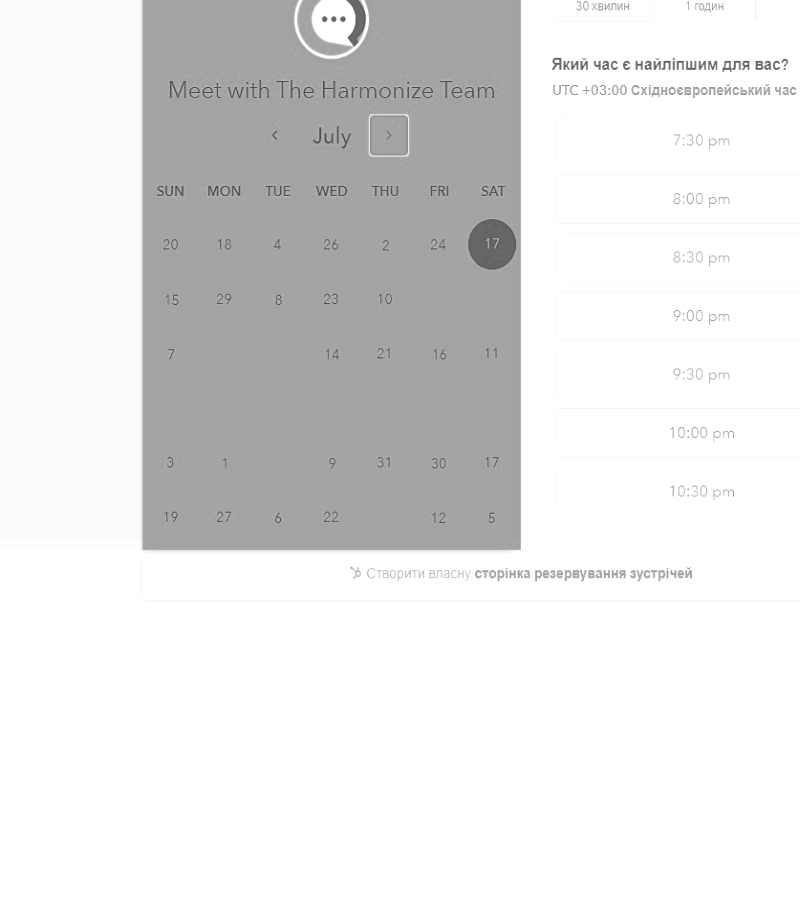 30 хвилин 1 годин
Meet with The Harmonize Team
July
SUN MON TUE WED THU FRI SAT
20 18 4 26 2 24 17
15 29 8 23 10
7 14 21 16 11
3 1 9 31 30 17
19 27 6 22 12 5
Який час є найліпшим для вас?
UTC +03:00 Східноєвропейський час
7:30 pm
8:00 pm
8:30 pm
9:00 pm
9:30 pm
10:00 pm
10:30 pm
Створити власну сторінка резервування зустрічей